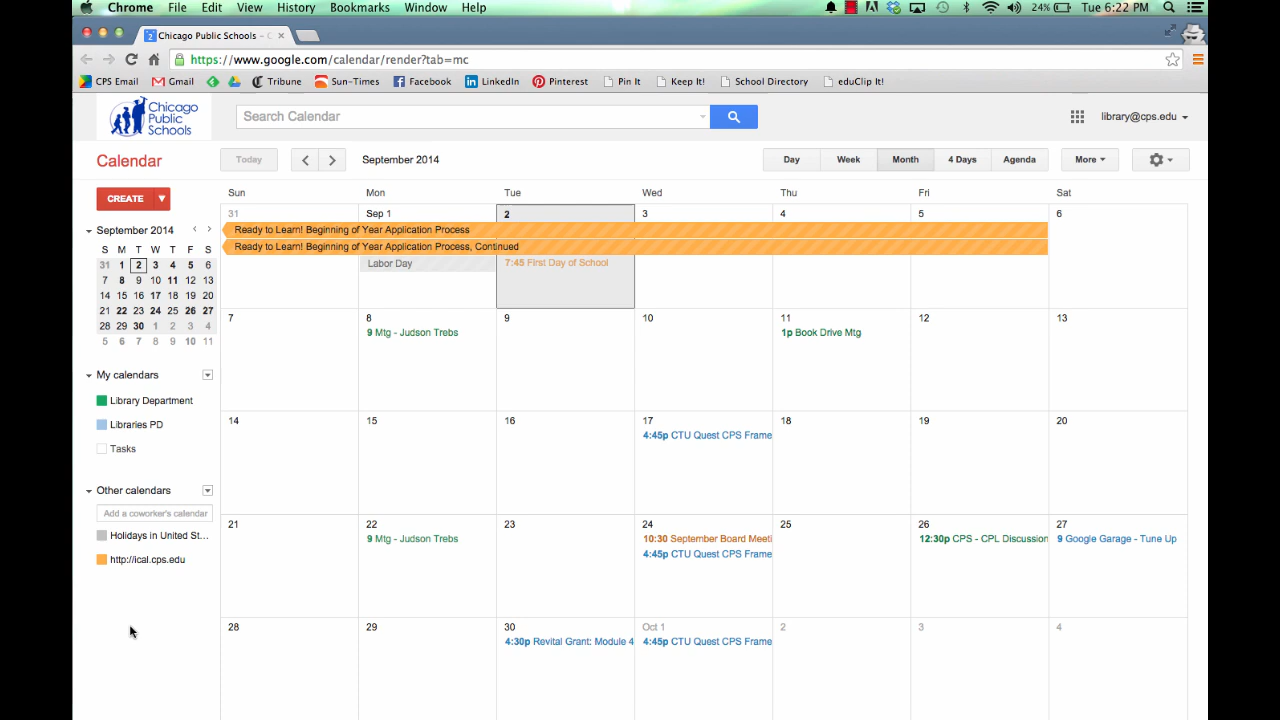 Chrome File Edit View History Bookmarks Window Help 24% Tue 6:22 PM
2 Chicago Public Schools – C
https://www.google.com/calendar/render?tab=mc
CPS Email Gmail Tribune Sun-Times Facebook LinkedIn Pinterest Pin It Keep It! School Directory eduClip It!
Chicago
Public
Schools
Search Calendar
library@cps.edu
Calendar Today September 2014 Day Week Month 4 Days Agenda More
CREATE
Sun Mon Tue Wed Thu Fri Sat
31 Sep 1 2 3 4 5 6
Ready to Learn! Beginning of Year Application Process
Ready to Learn! Beginning of Year Application Process, Continued
Labor Day 7:45 First Day of School
September 2014
S M T W T F S
31 1 2 3 4 5 6
7 8 9 10 11 12 13
14 15 16 17 18 19 20
21 22 23 24 25 26 27
28 29 30 1 2 3 4
5 6 7 8 9 10 11
7 8 9 10 11 12 13
9 Mtg - Judson Trebs 1p Book Drive Mtg
My calendars
Library Department
Libraries PD
Tasks
14 15 16 17 18 19 20
4:45p CTU Quest CPS Frame
Other calendars
Add a coworker's calendar
Holidays in United St...
http://ical.cps.edu
21 22 23 24 25 26 27
9 Mtg - Judson Trebs 10:30 September Board Meeti 12:30p CPS - CPL Discussion 9 Google Garage - Tune Up
4:45p CTU Quest CPS Frame
28 29 30 Oct 1 2 3 4
4:30p Revital Grant: Module 4 4:45p CTU Quest CPS Frame